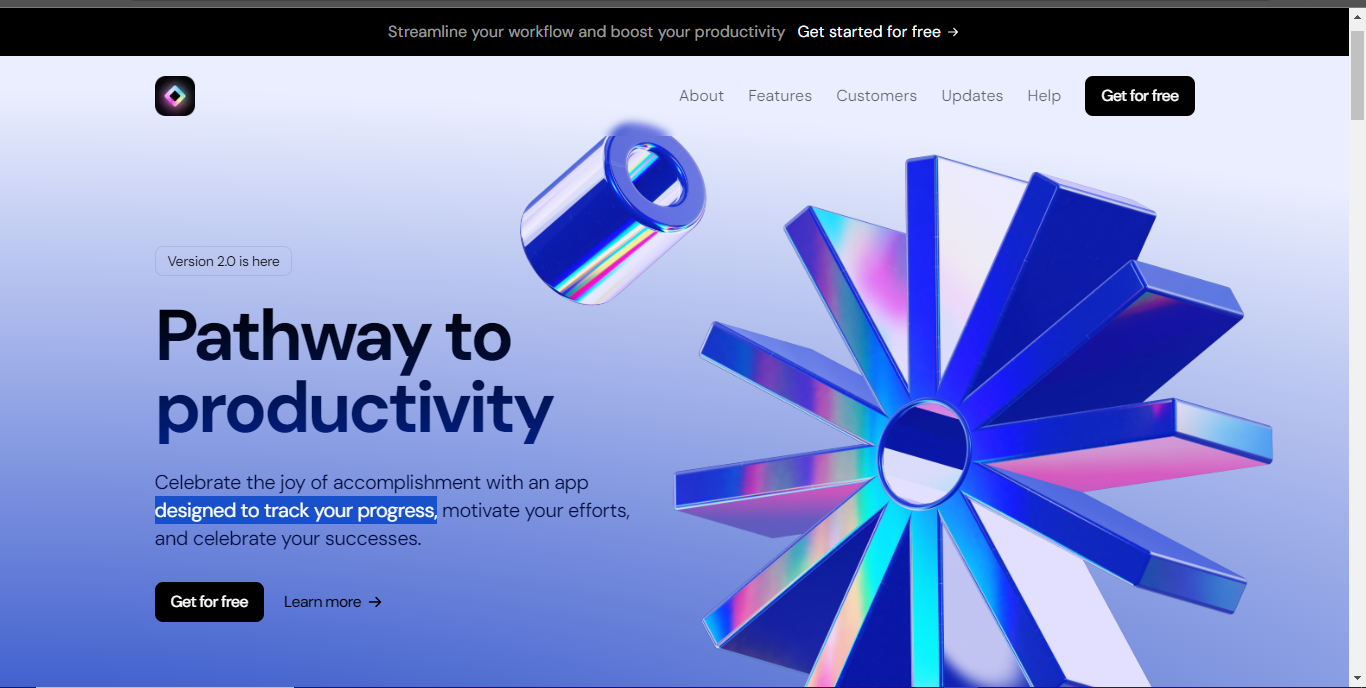 Streamline your workflow and boost your productivity Get started for free →
About Features Customers Updates Help Get for free
Version 2.0 is here
Pathway to
productivity
Celebrate the joy of accomplishment with an app
designed to track your progress, motivate your efforts,
and celebrate your successes.
Get for free Learn more →